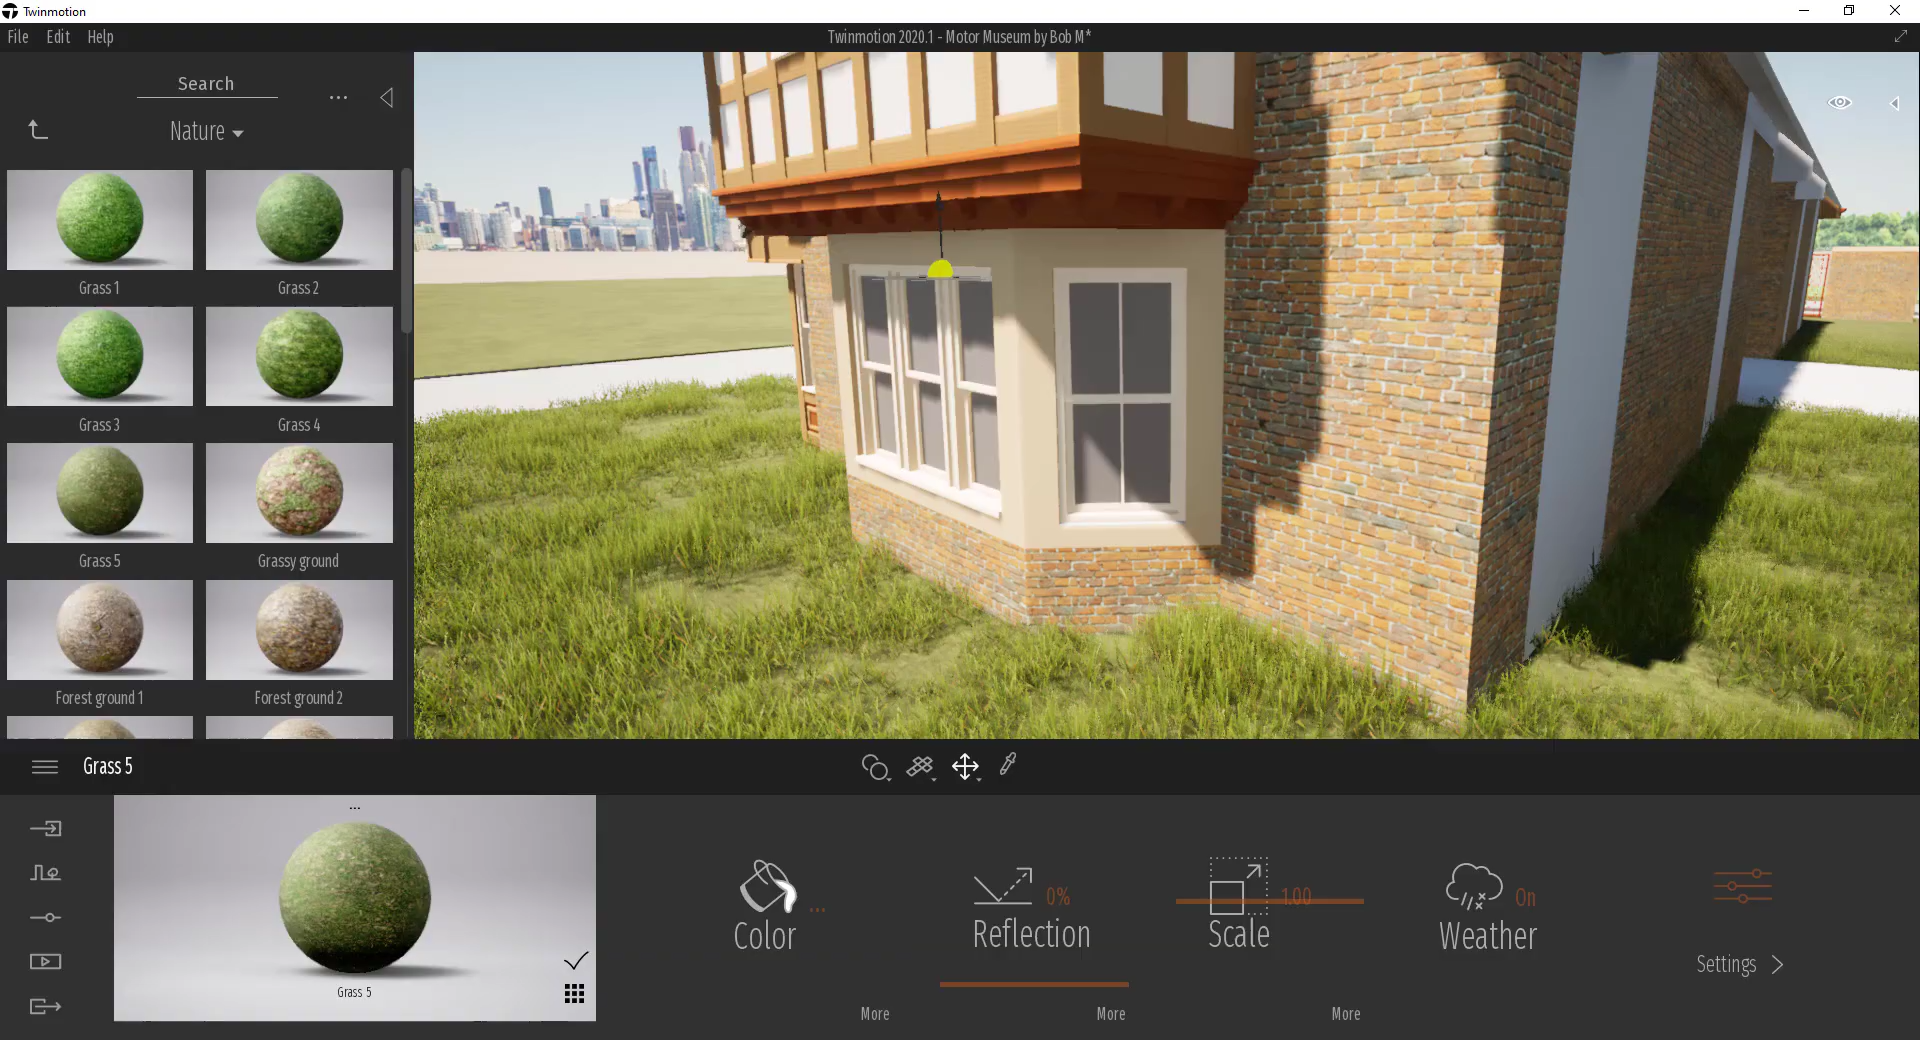 Twinmotion
File Edit Help
Twinmotion 2020.1 - Motor Museum by Bob M*
Search
...
Nature
Grass 1
Grass 2
Grass 3
Grass 4
Grass 5
Grassy ground
Forest ground 1
Forest ground 2
Grass 5
...
Grass 5
Color
...
More
0%
Reflection
More
1.00
Scale
More
On
Weather
Settings